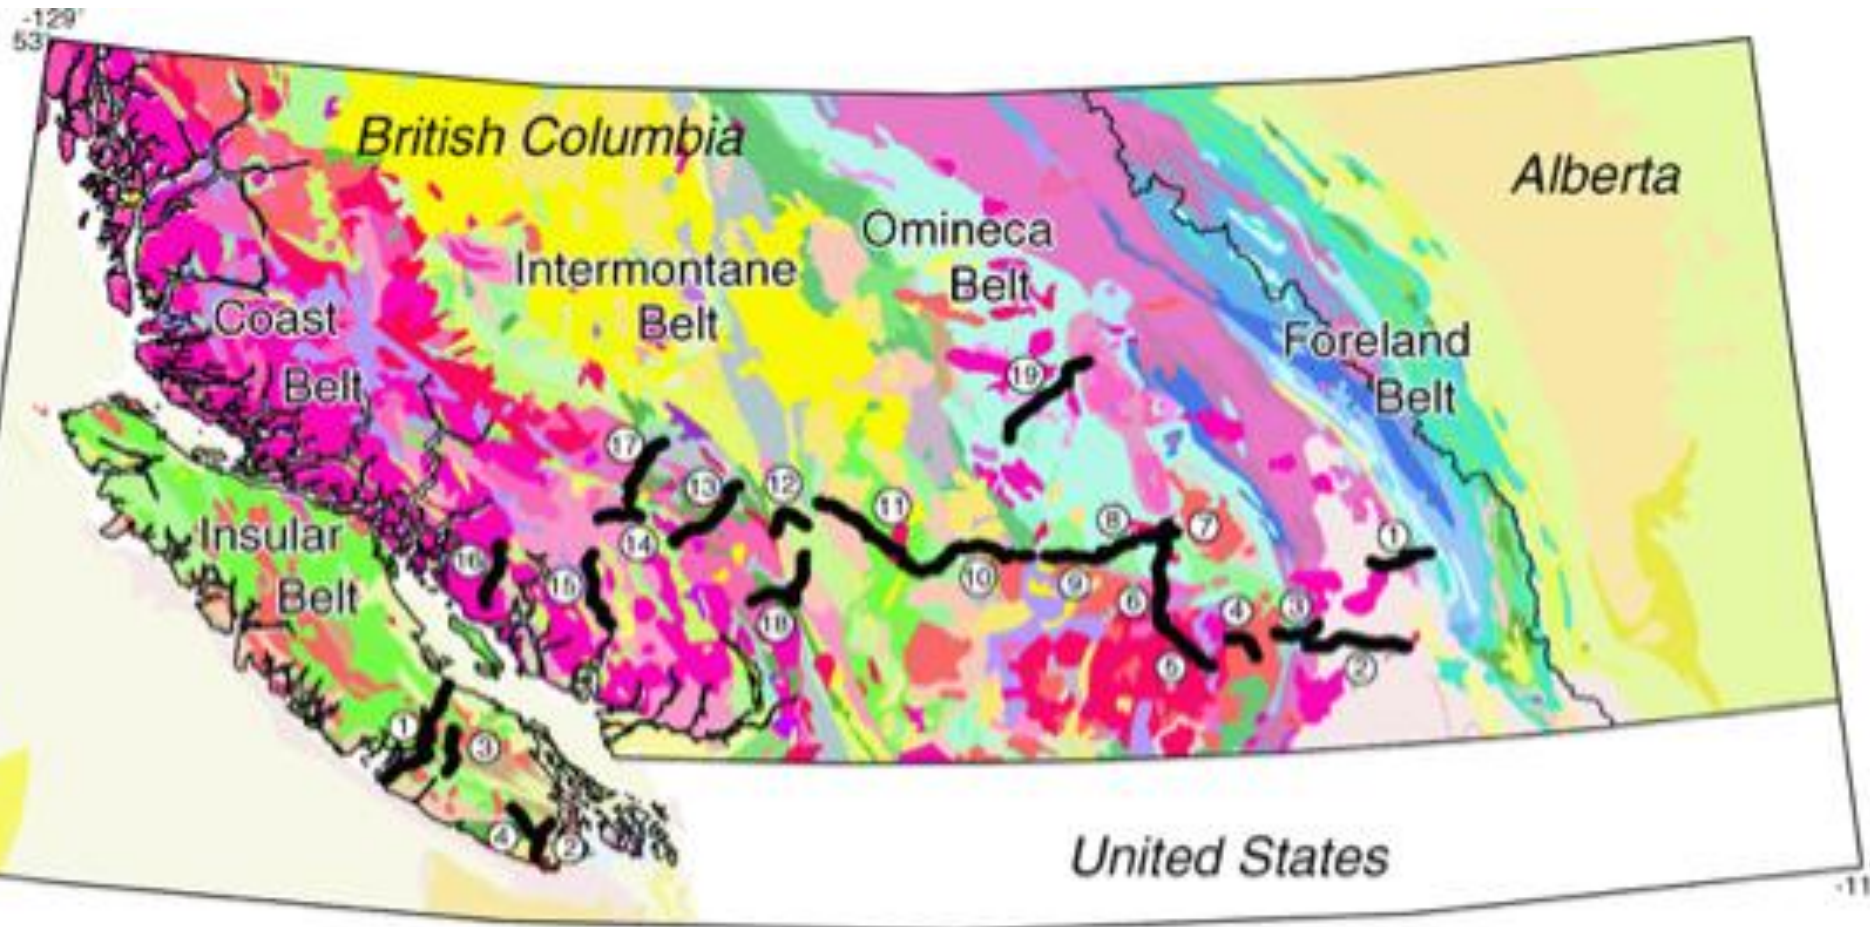 -129°
53°
British Columbia
Alberta
Omineca
Belt
Intermontane
Belt
Coast
Belt
Foreland
Belt
19
17
13
12
11
Insular
Belt
16
15
14
8
7
1
10
9
6
4
3
18
5
2
1
3
4
2
United States
-11